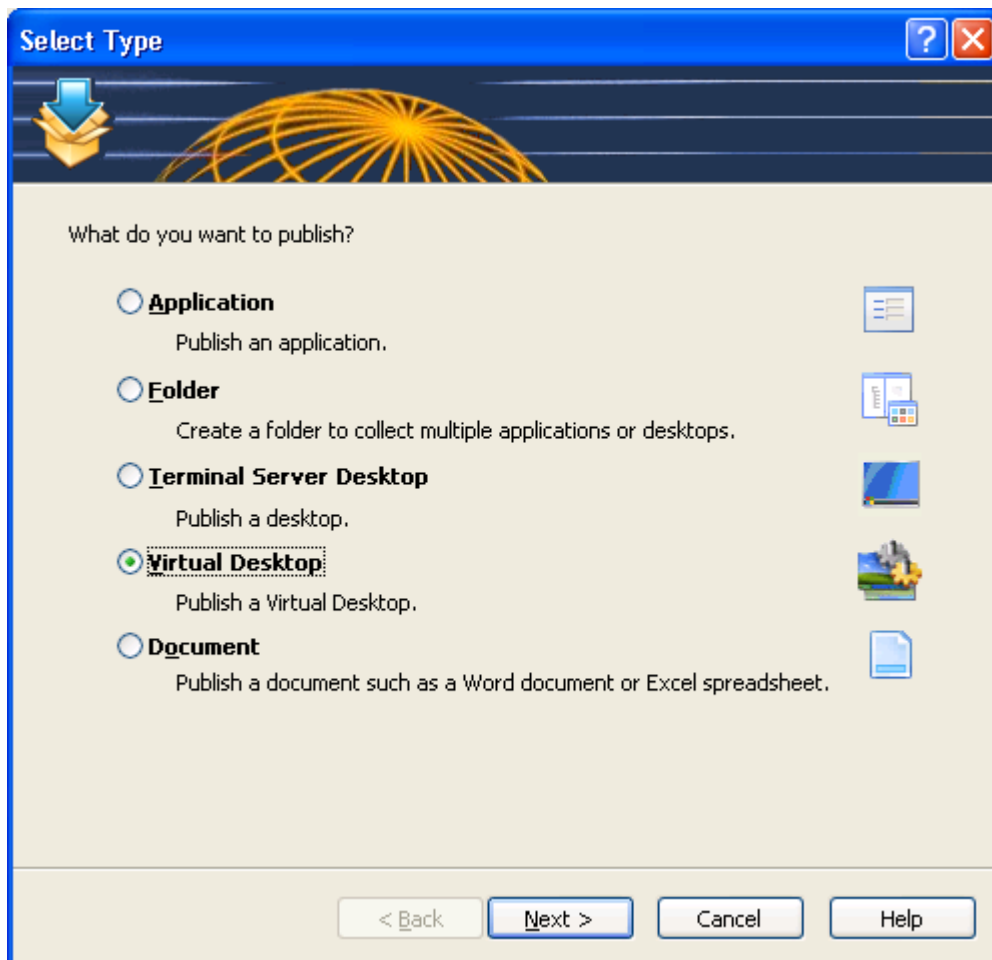 Select Type
What do you want to publish?
Application
Publish an application.
Folder
Create a folder to collect multiple applications or desktops.
Terminal Server Desktop
Publish a desktop.
Virtual Desktop
Publish a Virtual Desktop.
Document
Publish a document such as a Word document or Excel spreadsheet.
< Back Next > Cancel Help